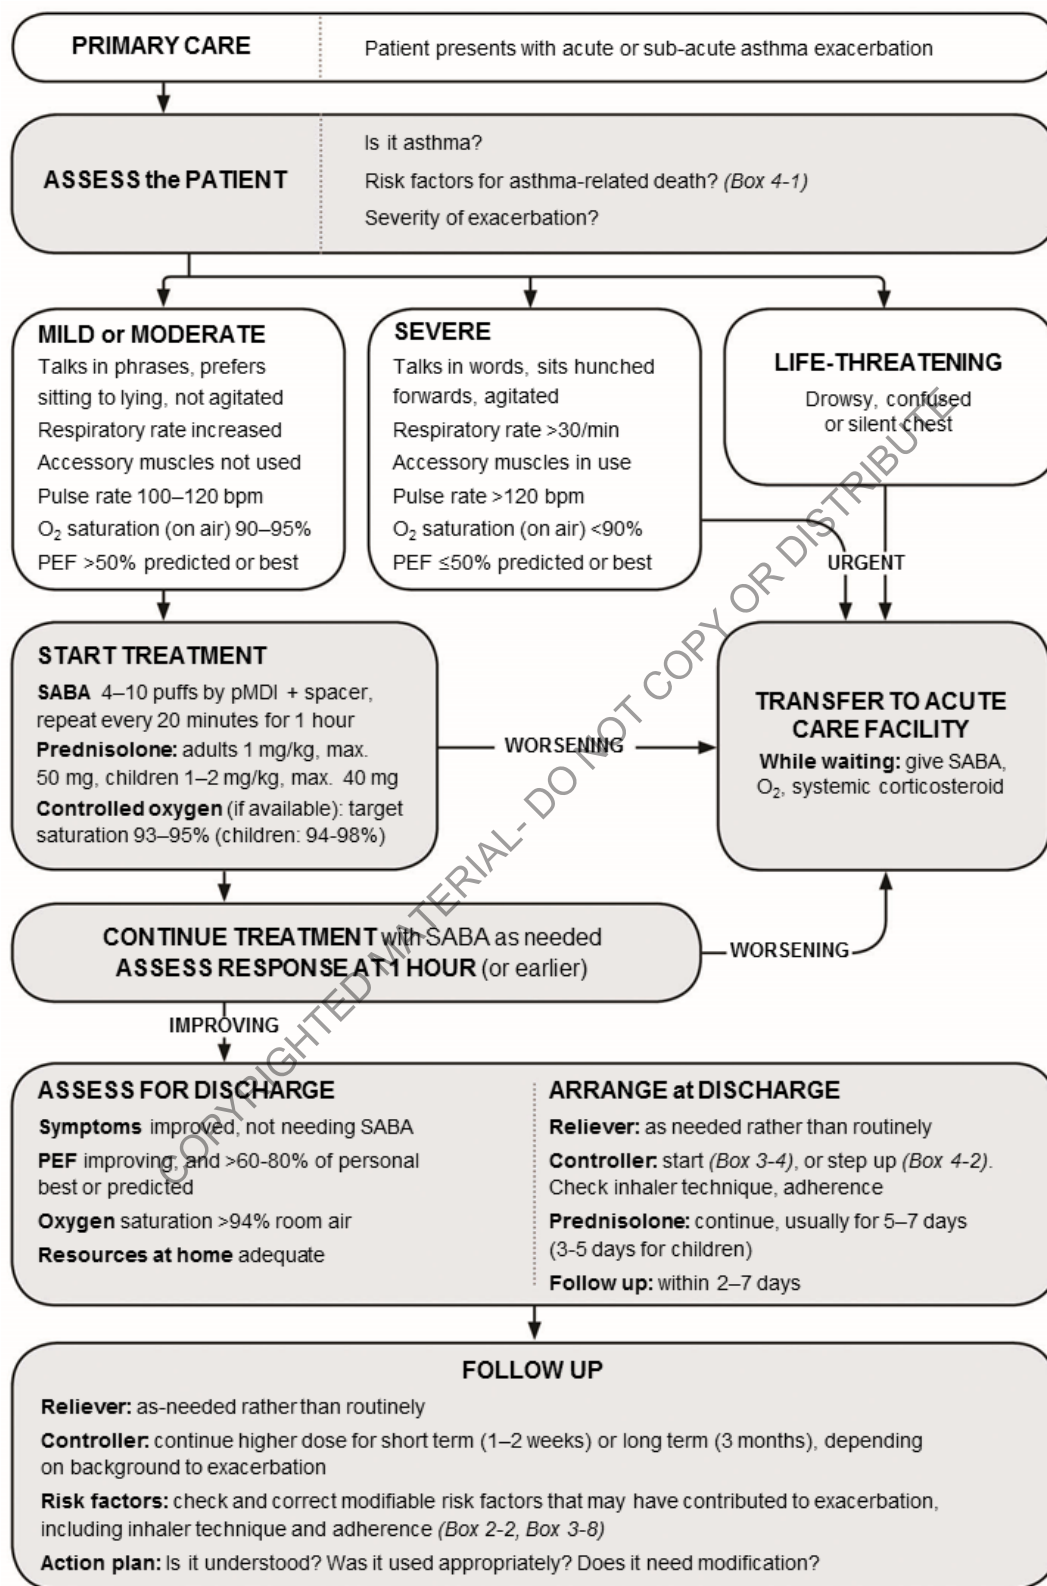 PRIMARY CARE
Patient presents with acute or sub-acute asthma exacerbation
ASSESS the PATIENT
Is it asthma?
Risk factors for asthma-related death? (Box 4-1)
Severity of exacerbation?
MILD or MODERATE
Talks in phrases, prefers
sitting to lying, not agitated
Respiratory rate increased
Accessory muscles not used
Pulse rate 100–120 bpm
O₂ saturation (on air) 90–95%
PEF >50% predicted or best
SEVERE
Talks in words, sits hunched
forwards, agitated
Respiratory rate >30/min
Accessory muscles in use
Pulse rate >120 bpm
O₂ saturation (on air) <90%
PEF ≤50% predicted or best
LIFE-THREATENING
Drowsy, confused
or silent chest
URGENT
START TREATMENT
SABA 4–10 puffs by pMDI + spacer,
repeat every 20 minutes for 1 hour
Prednisolone: adults 1 mg/kg, max.
50 mg, children 1–2 mg/kg, max. 40 mg
Controlled oxygen (if available): target
saturation 93–95% (children: 94-98%)
WORSENING
TRANSFER TO ACUTE
CARE FACILITY
While waiting: give SABA,
O₂, systemic corticosteroid
CONTINUE TREATMENT with SABA as needed
ASSESS RESPONSE AT 1 HOUR (or earlier)
WORSENING
IMPROVING
ASSESS FOR DISCHARGE
Symptoms improved, not needing SABA
PEF improving, and >60-80% of personal
best or predicted
Oxygen saturation >94% room air
Resources at home adequate
ARRANGE at DISCHARGE
Reliever: as needed rather than routinely
Controller: start (Box 3-4), or step up (Box 4-2).
Check inhaler technique, adherence
Prednisolone: continue, usually for 5–7 days
(3-5 days for children)
Follow up: within 2–7 days
FOLLOW UP
Reliever: as-needed rather than routinely
Controller: continue higher dose for short term (1–2 weeks) or long term (3 months), depending
on background to exacerbation
Risk factors: check and correct modifiable risk factors that may have contributed to exacerbation,
including inhaler technique and adherence (Box 2-2, Box 3-8)
Action plan: Is it understood? Was it used appropriately? Does it need modification?
COPYRIGHTED MATERIAL- DO NOT COPY OR DISTRIBUTE